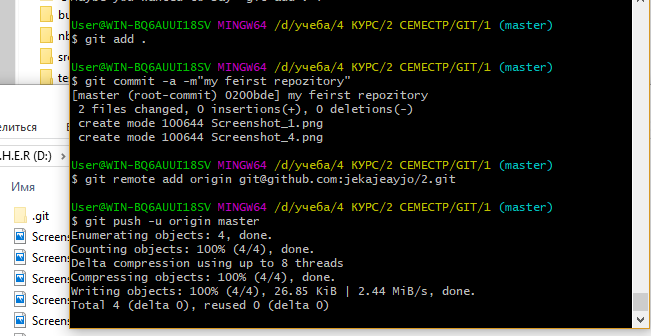 User@WIN-BQ6AUUI18SV MINGW64 /d/учеба/4 КУРС/2 СЕМЕСТР/GIT/1 (master)
$ git add .
User@WIN-BQ6AUUI18SV MINGW64 /d/учеба/4 КУРС/2 СЕМЕСТР/GIT/1 (master)
$ git commit -a -m"my feirst repozitory"
[master (root-commit) 0200bde] my feirst repozitory
2 files changed, 0 insertions(+), 0 deletions(-)
create mode 100644 Screenshot_1.png
create mode 100644 Screenshot_4.png
User@WIN-BQ6AUUI18SV MINGW64 /d/учеба/4 КУРС/2 СЕМЕСТР/GIT/1 (master)
$ git remote add origin git@github.com:jekajeayjo/2.git
User@WIN-BQ6AUUI18SV MINGW64 /d/учеба/4 КУРС/2 СЕМЕСТР/GIT/1 (master)
$ git push -u origin master
Enumerating objects: 4, done.
Counting objects: 100% (4/4), done.
Delta compression using up to 8 threads
Compressing objects: 100% (4/4), done.
Writing objects: 100% (4/4), 26.85 KiB | 2.44 MiB/s, done.
Total 4 (delta 0), reused 0 (delta 0)
bu
nb
src
te
елиться
.H.E.R (D:)
Имя
.git
Screens
Screens
Screens
Screens
Screens